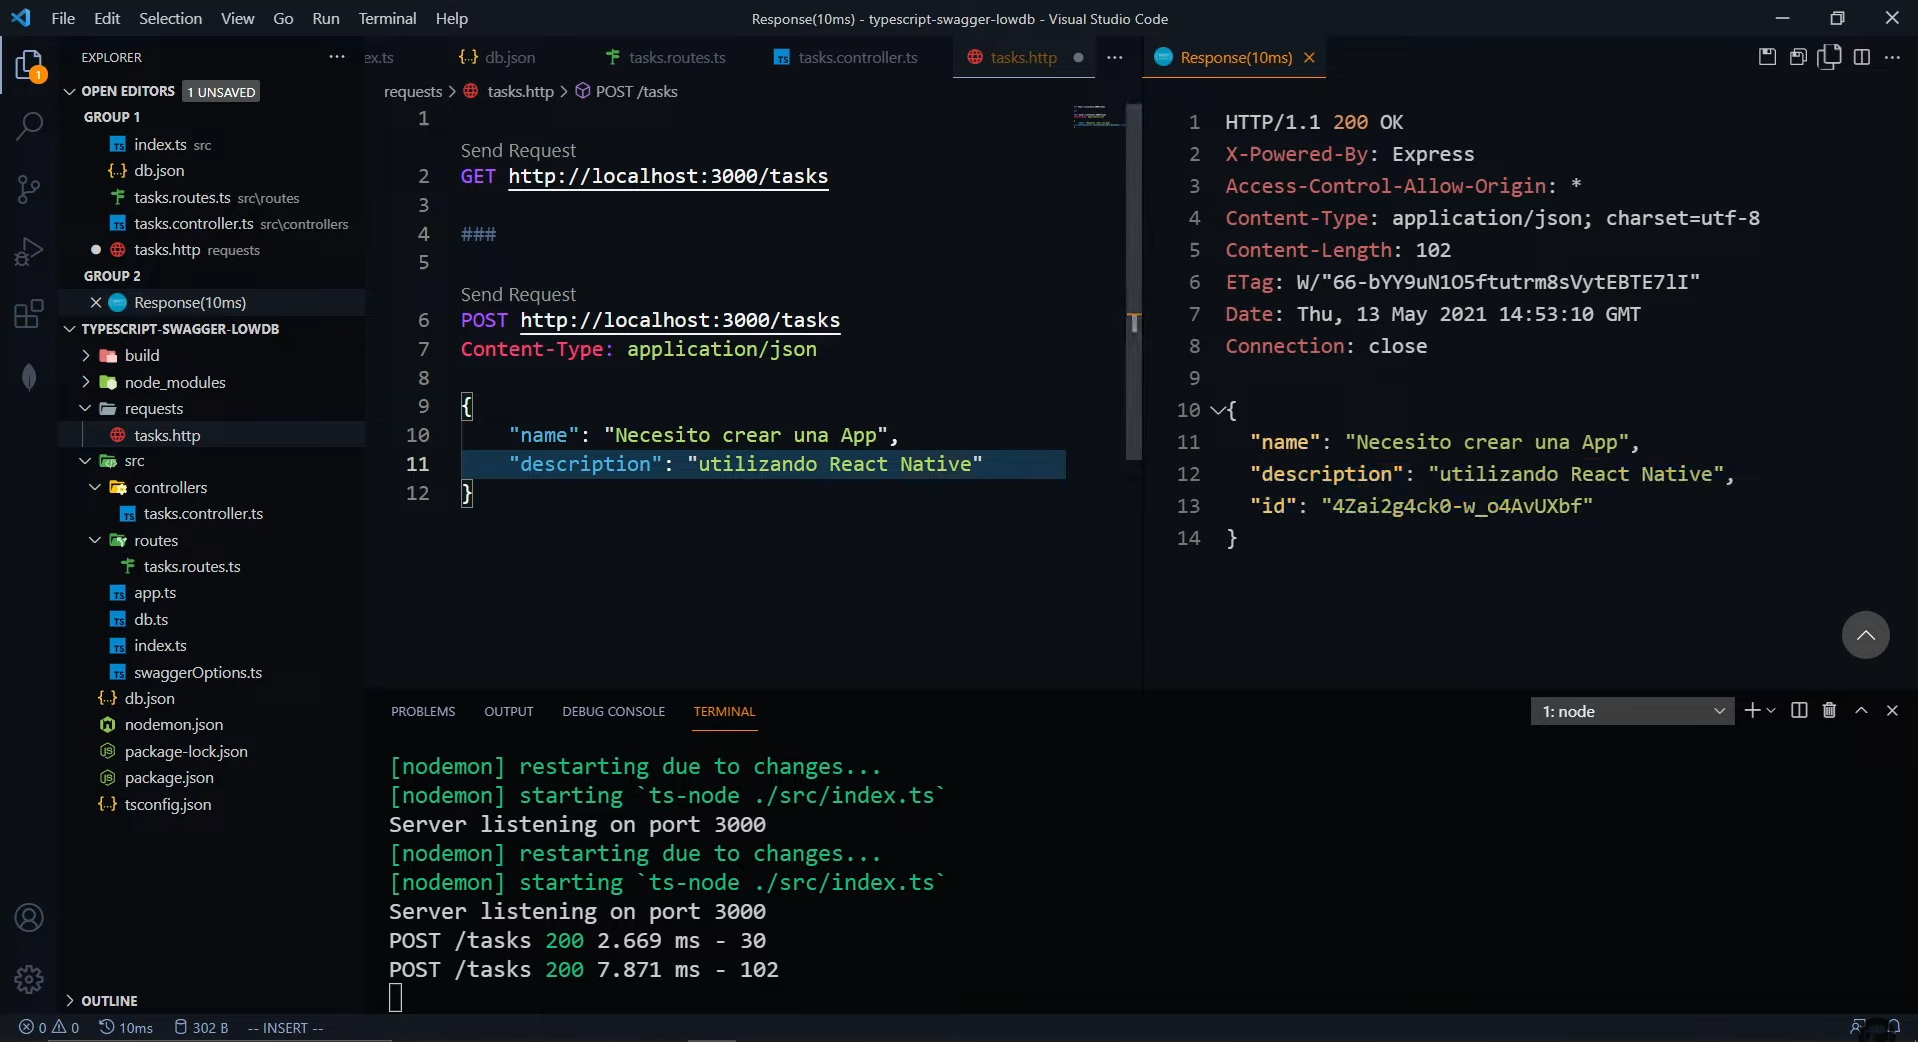 File Edit Selection View Go Run Terminal Help
Response(10ms) - typescript-swagger-lowdb - Visual Studio Code
EXPLORER
1
OPEN EDITORS 1 UNSAVED
GROUP 1
index.ts src
db.json
tasks.routes.ts src\routes
tasks.controller.ts src\controllers
tasks.http requests
GROUP 2
Response(10ms)
TYPESCRIPT-SWAGGER-LOWDB
build
node_modules
requests
tasks.http
src
controllers
tasks.controller.ts
routes
tasks.routes.ts
app.ts
db.ts
index.ts
swaggerOptions.ts
db.json
nodemon.json
package-lock.json
package.json
tsconfig.json
OUTLINE
ex.ts db.json tasks.routes.ts tasks.controller.ts tasks.http
requests > tasks.http > POST /tasks
1
Send Request
2 GET http://localhost:3000/tasks
3
4 ###
5
Send Request
6 POST http://localhost:3000/tasks
7 Content-Type: application/json
8
9 {
10 "name": "Necesito crear una App",
11 "description": "utilizando React Native"
12 }
Response(10ms)
1 HTTP/1.1 200 OK
2 X-Powered-By: Express
3 Access-Control-Allow-Origin: *
4 Content-Type: application/json; charset=utf-8
5 Content-Length: 102
6 ETag: W/"66-bYY9uN1O5ftutrm8sVytEBTE7lI"
7 Date: Thu, 13 May 2021 14:53:10 GMT
8 Connection: close
9
10 {
11 "name": "Necesito crear una App",
12 "description": "utilizando React Native",
13 "id": "4Zai2g4ck0-w_o4AvUXbf"
14 }
PROBLEMS OUTPUT DEBUG CONSOLE TERMINAL
1: node
[nodemon] restarting due to changes...
[nodemon] starting `ts-node ./src/index.ts`
Server listening on port 3000
[nodemon] restarting due to changes...
[nodemon] starting `ts-node ./src/index.ts`
Server listening on port 3000
POST /tasks 200 2.669 ms - 30
POST /tasks 200 7.871 ms - 102
0 0 10ms 302 B -- INSERT --